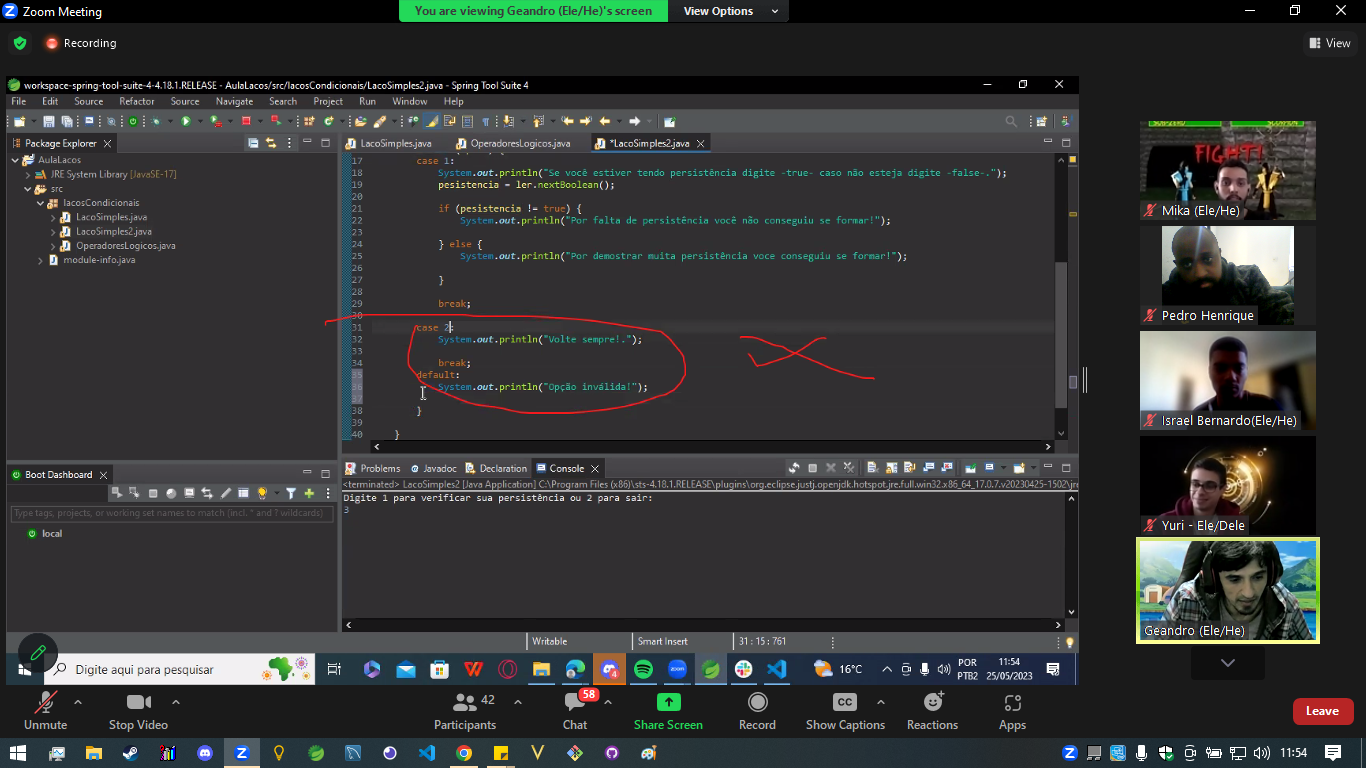 Zoom Meeting
You are viewing Geandro (Ele/He)'s screen
View Options
Recording
View
workspace-spring-tool-suite-4-4.18.1.RELEASE - AulaLacos/src/lacosCondicionais/LacoSimples2.java - Spring Tool Suite 4
File Edit Source Refactor Source Navigate Search Project Run Window Help
Package Explorer
AulaLacos
JRE System Library [JavaSE-17]
src
lacosCondicionais
LacoSimples.java
LacoSimples2.java
OperadoresLogicos.java
module-info.java
LacoSimples.java OperadoresLogicos.java *LacoSimples2.java
17 case 1:
18 System.out.println("Se você estiver tendo persistência digite -true- caso não esteja digite -false-.");
19 pesistencia = ler.nextBoolean();
20
21 if (pesistencia != true) {
22 System.out.println("Por falta de persistência você não conseguiu se formar!");
23
24 } else {
25 System.out.println("Por demostrar muita persistência voce conseguiu se formar!");
26
27 }
28
29 break;
30
31 case 2:
32 System.out.println("Volte sempre!.");
33
34 break;
35 default:
36 System.out.println("Opção inválida!");
37
38 }
39
40 }
Boot Dashboard
Type tags, projects, or working set names to match (incl. * and ? wildcards)
local
Problems Javadoc Declaration Console
<terminated> LacoSimples2 [Java Application] C:\Program Files (x86)\sts-4.18.1.RELEASE\plugins\org.eclipse.justj.openjdk.hotspot.jre.full.win32.x86_64_17.0.7.v20230425-1502\jre
Digite 1 para verificar sua persistência ou 2 para sair:
3
Writable Smart Insert 31 : 15 : 761
Digite aqui para pesquisar
4
16°C
POR
PTB2
11:54
25/05/2023
Mika (Ele/He)
Pedro Henrique
Israel Bernardo(Ele/He)
Yuri - Ele/Dele
Geandro (Ele/He)
FIGHT!
Unmute
Stop Video
Participants
42
Chat
58
Share Screen
Record
CC
Show Captions
Reactions
Apps
Leave
11:54